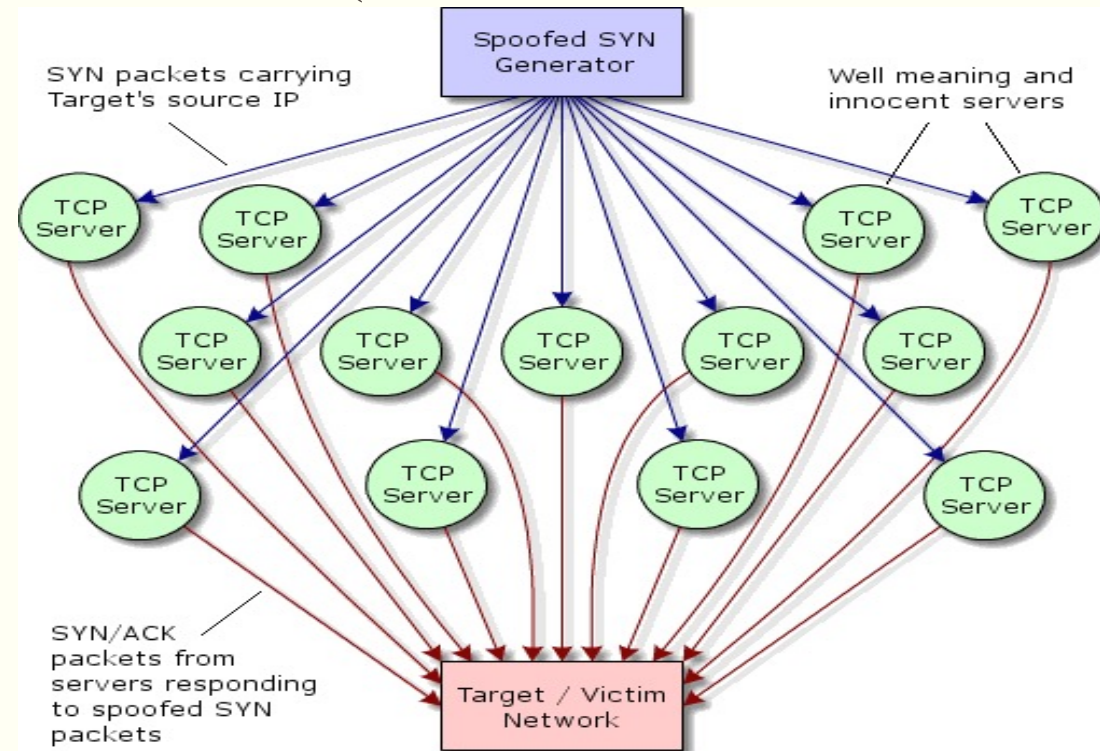 Spoofed SYN
Generator
SYN packets carrying
Target's source IP
Well meaning and
innocent servers
TCP
Server
TCP
Server
TCP
Server
TCP
Server
TCP
Server
TCP
Server
TCP
Server
TCP
Server
TCP
Server
TCP
Server
TCP
Server
TCP
Server
TCP
Server
SYN/ACK
packets from
servers responding
to spoofed SYN
packets
Target / Victim
Network